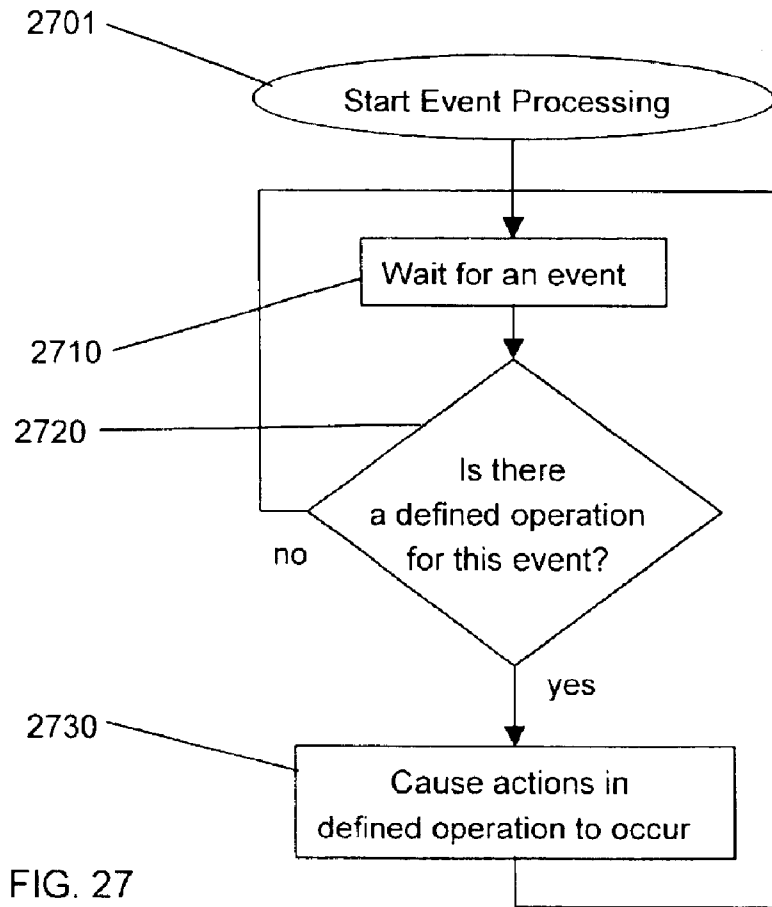 2701
Start Event Processing
Wait for an event
2710
2720
Is there
a defined operation
for this event?
no
yes
2730
Cause actions in
defined operation to occur
FIG. 27